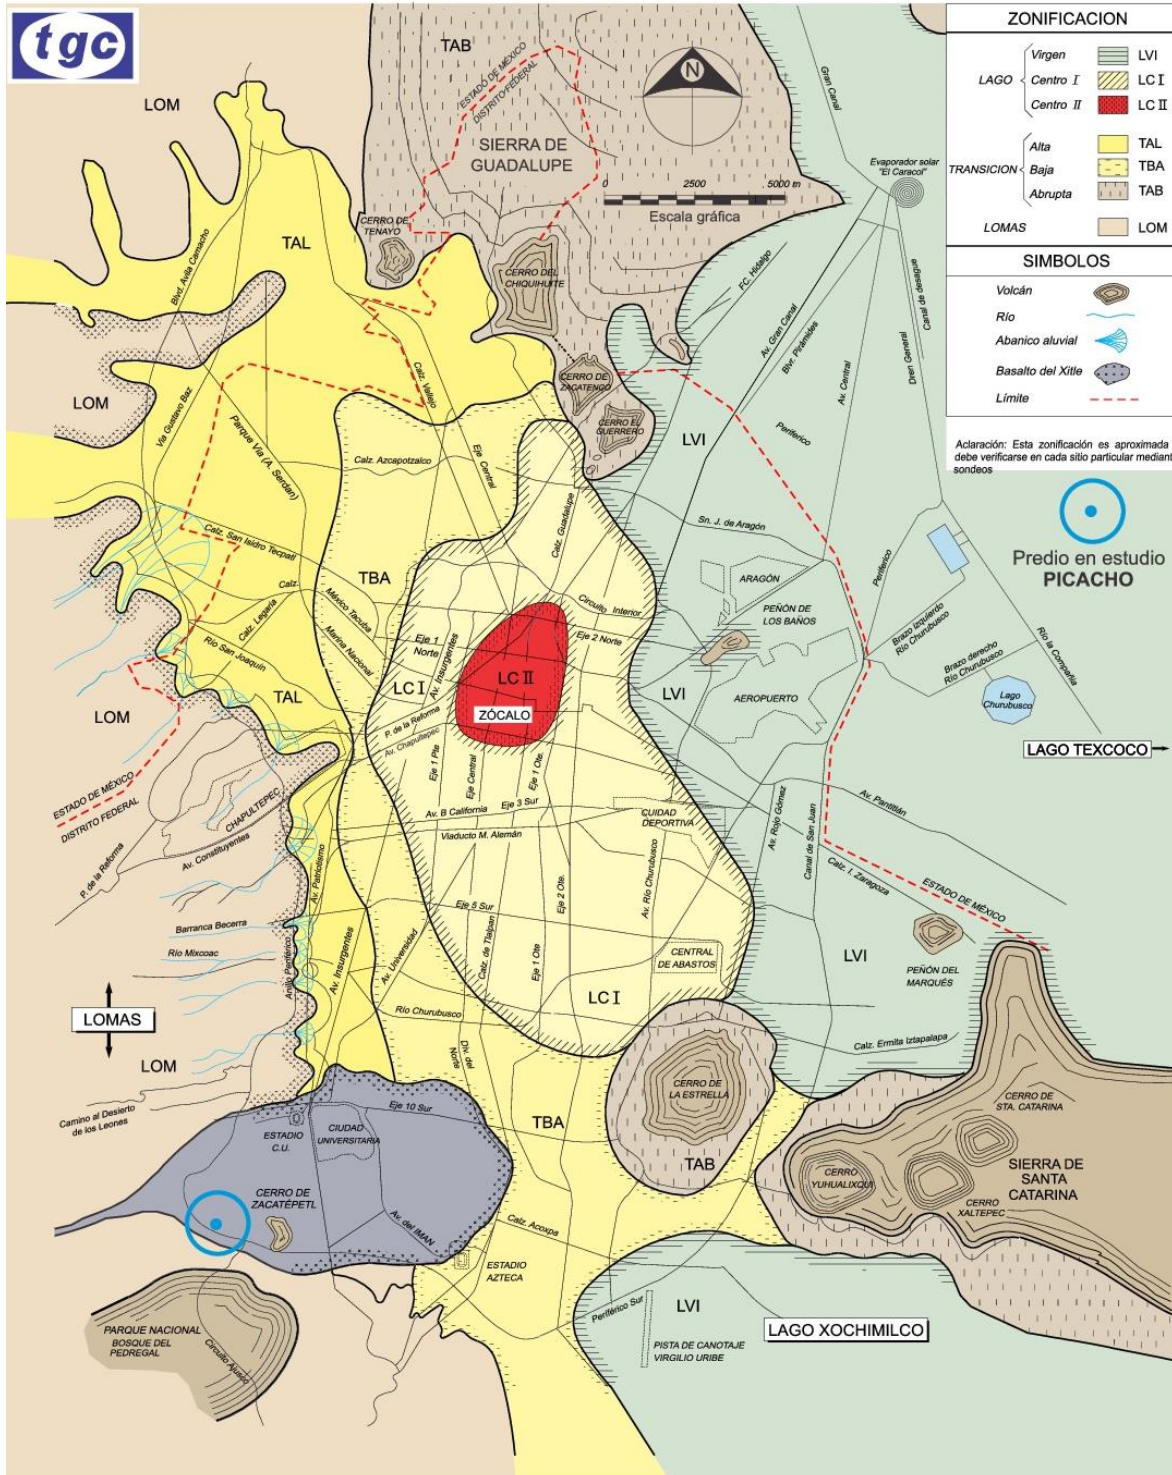 tgc
LOM
TAB
ESTADO DE MÉXICO
DISTRITO FEDERAL
SIERRA DE
GUADALUPE
N
0 2500 5000 m
Escala gráfica
Gran Canal
Evaporador solar
"El Caracol"
ZONIFICACION
LAGO
Virgen LVI
Centro I LC I
Centro II LC II
TRANSICION
Alta TAL
Baja TBA
Abrupta TAB
LOMAS LOM
SIMBOLOS
Volcán
Río
Abanico aluvial
Basalto del Xitle
Límite
Aclaración: Esta zonificación es aproximada
debe verificarse en cada sitio particular mediant
sondeos
Predio en estudio
PICACHO
CERRO DE
TENAYO
TAL
Blvd. Avila Camacho
CERRO DEL
CHIQUIHUITE
FC. Hidalgo
Av. Gran Canal
Blvr. Pirámides
Av. Central
Dren General
Canal de desague
LOM
Vía Gustavo Baz
Parque Vía (A. Serdan)
Calz. Vallejo
CERRO DE
ZACATENCO
CERRO EL
GUERRERO
LVI
Periferico
Calz. Azcapotzalco
Eje Central
Calz. Guadalupe
Sn. J. de Aragón
Periferico
Calz. San Isidro Tecpatl
TBA
ARAGÓN
PEÑÓN DE
LOS BAÑOS
Calz.
México Tacuba
Circuito Interior
Calz. Legaria
Marina Nacional
Eje 1
Norte
Av. Insurgentes
Eje 2 Norte
Brazo Izquierdo
Río Churubusco
Río la Compañía
Río San Joaquín
Brazo derecho
Río Churubusco
LC II
LC I
LVI
AEROPUERTO
Lago
Churubusco
TAL
LOM
ZÓCALO
P. de la Reforma
Av. Chapultepec
LAGO TEXCOCO
Eje 1 Pte
Eje Central
Eje 1 Ote.
ESTADO DE MÉXICO
DISTRITO FEDERAL
CHAPULTEPEC
Av. Constituyentes
P. de la Reforma
Av. B California
Eje 3 Sur
Viaducto M. Alemán
CUIDAD
DEPORTIVA
Av. Rojo Gómez
Canal de San Juan
Av. Pantitlán
Av. Patriotismo
Eje 2 Ote.
Av. Río Churubusco
Calz. I. Zaragoza
ESTADO DE MÉXICO
Barranca Becerra
Río Mixcoac
Eje 5 Sur
Anillo Periférico
Av. Insurgentes
Av. Universidad
Calz. de Tlalpan
Eje 1 Ote
CENTRAL
DE ABASTOS
LVI
PEÑÓN DEL
MARQUÉS
LOMAS
LC I
Río Churubusco
Div. del
Norte
Calz. Ermita Iztapalapa
LOM
Camino al Desierto
de los Leones
CERRO DE
LA ESTRELLA
CERRO DE
STA. CATARINA
Eje 10 Sur
ESTADIO
C.U.
CIUDAD
UNIVERSITARIA
TBA
TAB
CERRO
YUHUALIXQUI
SIERRA DE
SANTA
CATARINA
CERRO
XALTEPEC
CERRO DE
ZACATÉPETL
Av. del IMAN
Calz. Acoxpa
ESTADIO
AZTECA
Periférico Sur
LVI
LAGO XOCHIMILCO
PISTA DE CANOTAJE
VIRGILIO URIBE
PARQUE NACIONAL
BOSQUE DEL
PEDREGAL
Circuito Ajusco